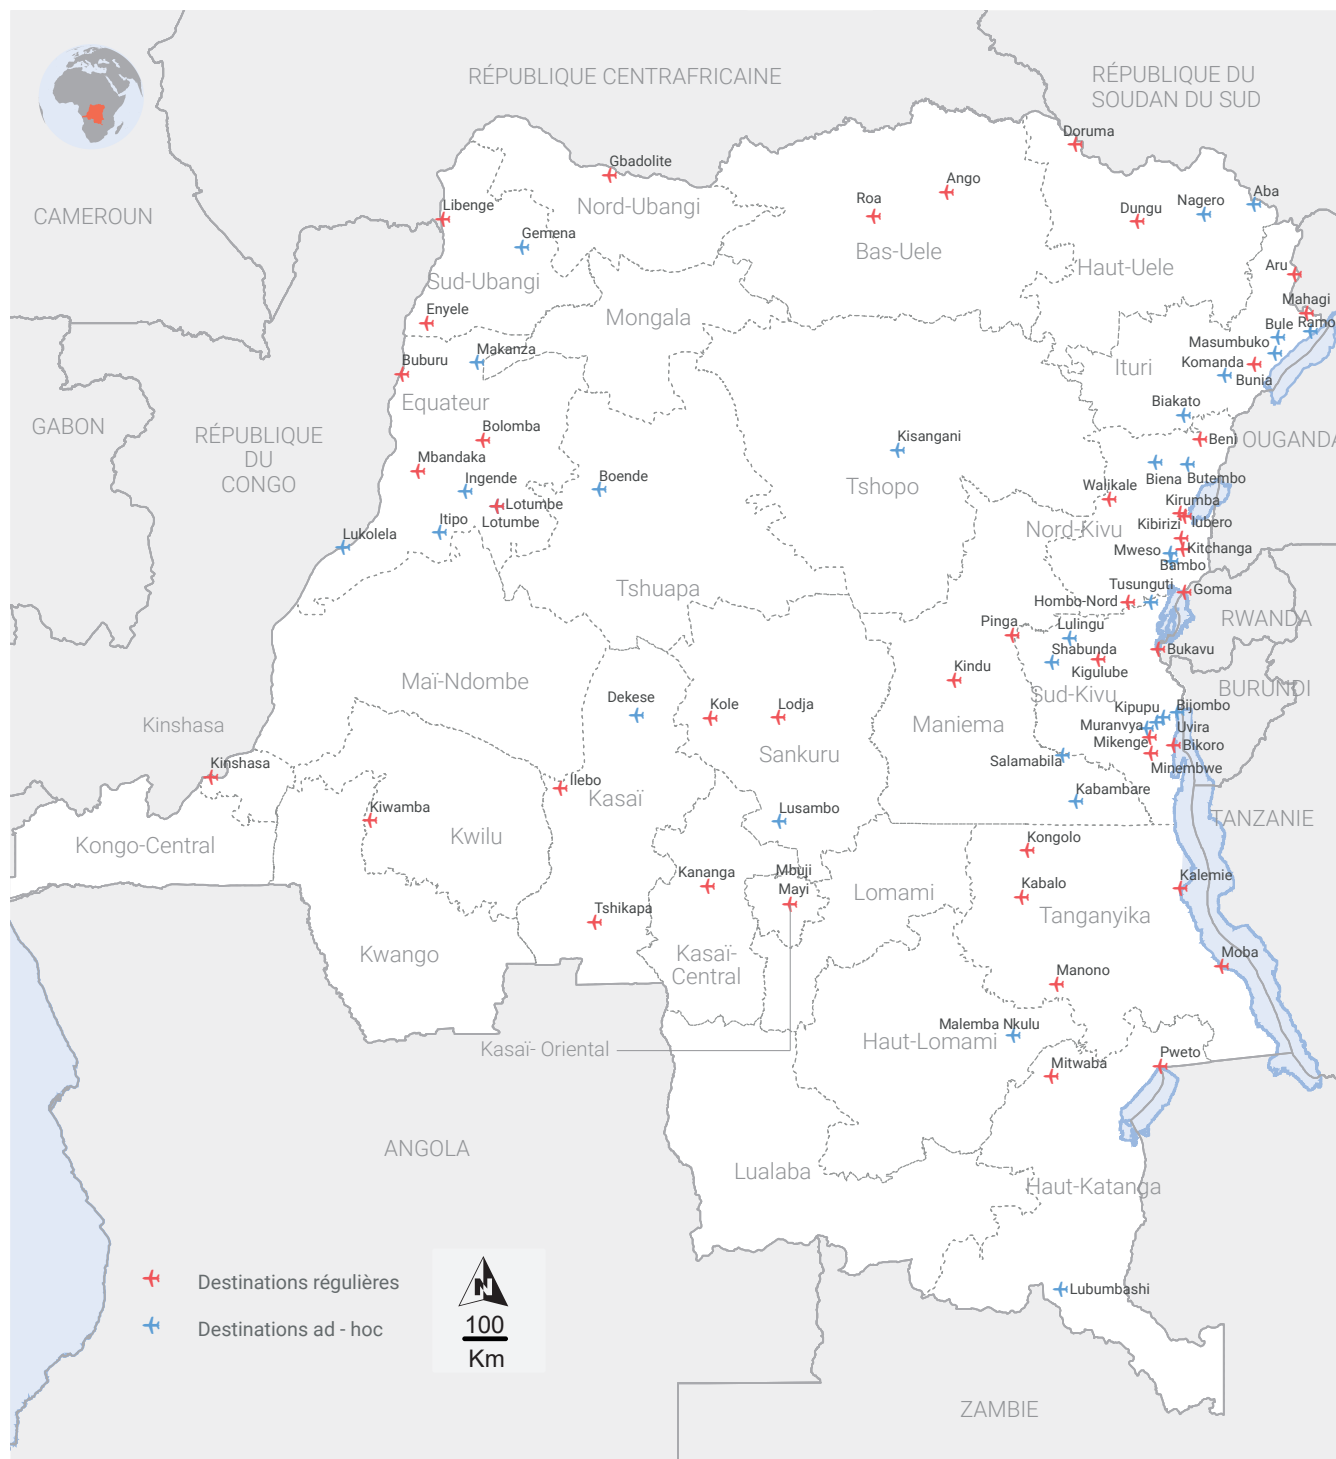 RÉPUBLIQUE CENTRAFRICAINE
RÉPUBLIQUE DU
SOUDAN DU SUD
Doruma
Gbadolite
Ango
Aba
Nagero
Roa
Dungu
Libenge
Nord-Ubangi
CAMEROUN
Gemena
Bas-Uele
Haut-Uele
Aru
Sud-Ubangi
Mahagi
Enyele
Mongala
Bule
Ramo
Masumbuko
Makanza
Buburu
Ituri
Komanda
Bunia
Equateur
Biakato
GABON
RÉPUBLIQUE
DU
CONGO
Bolomba
Kisangani
Beni
OUGANDA
Mbandaka
Ingende
Boende
Tshopo
Biena
Butembo
Walikale
Lotumbe
Lotumbe
Kirumba
Itipo
Nord-Kivu
Kibirizi
lubero
Lukolela
Mweso
Kitchanga
Bambo
Tshuapa
Tusunguti
Goma
Hombo-Nord
RWANDA
Pinga
Lulingu
Shabunda
Bukavu
Kindu
Kigulube
Maï-Ndombe
Sud-Kivu
BURUNDI
Dekese
Kole
Lodja
Kipupu
Bijombo
Kinshasa
Maniema
Muranvya
Uvira
Mikenge
Bikoro
Sankuru
Salamabila
Minembwe
Kinshasa
Ilebo
Kasaï
Kabambare
Kiwamba
Lusambo
TANZANIE
Kongo-Central
Kwilu
Kongolo
Mbuji
Mayi
Kananga
Lomami
Kalemie
Kabalo
Tanganyika
Tshikapa
Kwango
Kasaï-
Central
Moba
Manono
Malemba Nkulu
Kasaï- Oriental
Haut-Lomami
Pweto
Mitwaba
ANGOLA
Lualaba
Haut-Katanga
Destinations régulières
Lubumbashi
N
Destinations ad - hoc
100
Km
ZAMBIE